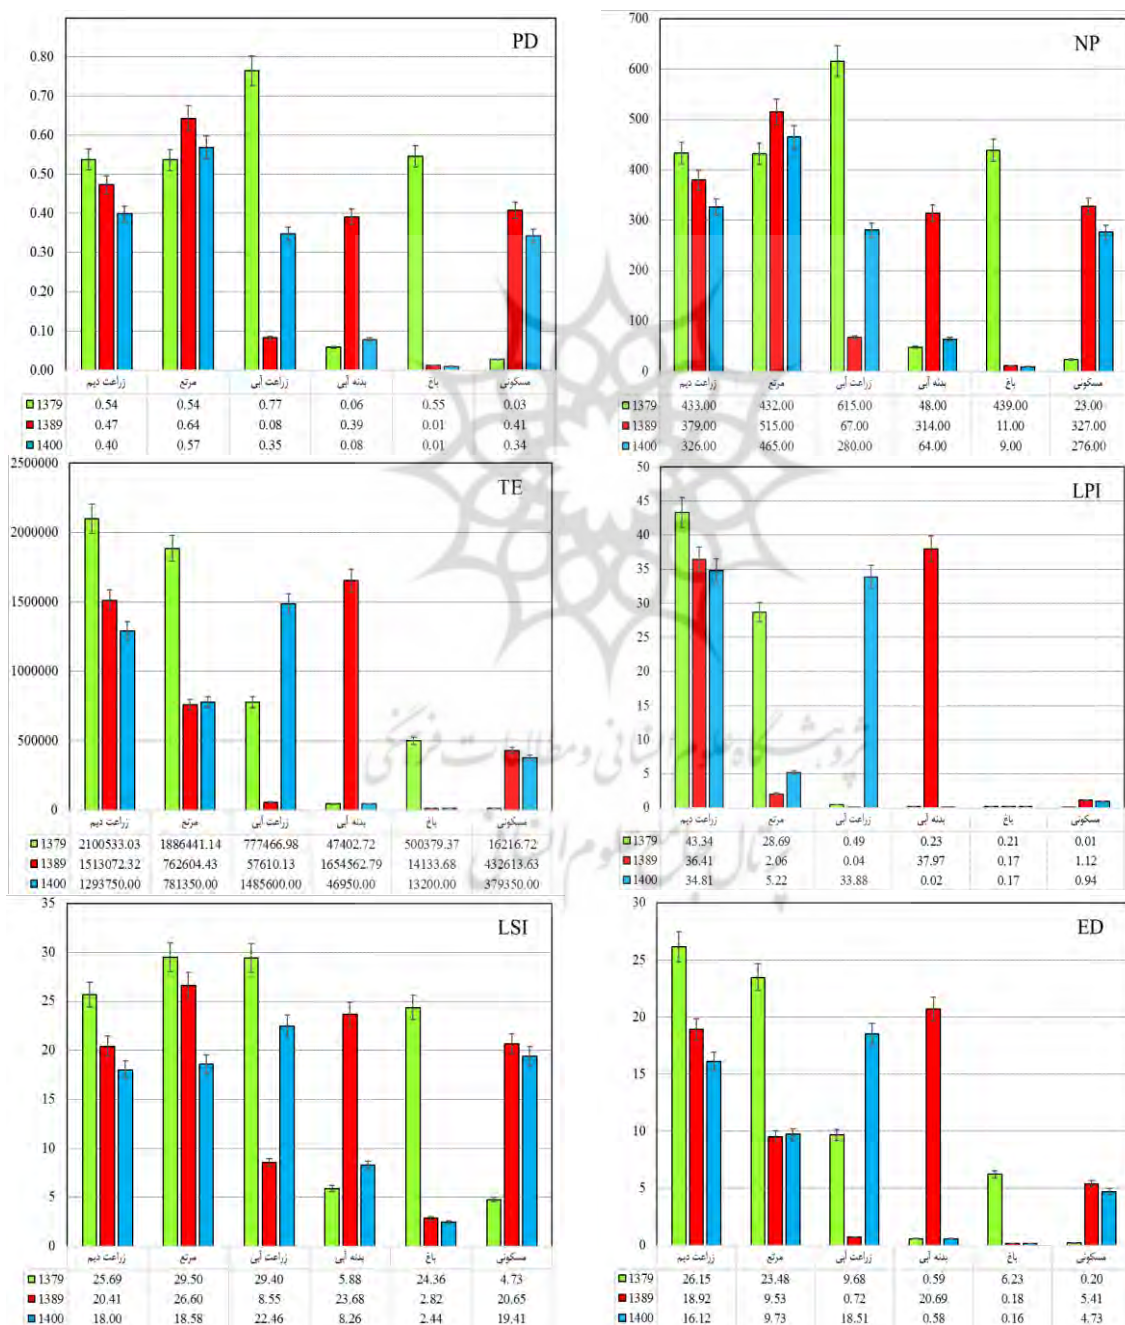 PD
0.80
0.70
0.60
0.50
0.40
0.30
0.20
0.10
0.00
زراعت دیم مرتع زراعت آبی بدنه آبی باغ مسکونی
1379 0.54 0.54 0.77 0.06 0.55 0.03
1389 0.47 0.64 0.08 0.39 0.01 0.41
1400 0.40 0.57 0.35 0.08 0.01 0.34
NP
700
600
500
400
300
200
100
0
زراعت دیم مرتع زراعت آبی بدنه آبی باغ مسکونی
1379 433.00 432.00 615.00 48.00 439.00 23.00
1389 379.00 515.00 67.00 314.00 11.00 327.00
1400 326.00 465.00 280.00 64.00 9.00 276.00
TE
2500000
2000000
1500000
1000000
500000
0
زراعت دیم مرتع زراعت آبی بدنه آبی باغ مسکونی
1379 2100533.03 1886441.14 777466.98 47402.72 500379.37 16216.72
1389 1513072.32 762604.43 57610.13 1654562.79 14133.68 432613.63
1400 1293750.00 781350.00 1485600.00 46950.00 13200.00 379350.00
LPI
50
45
40
35
30
25
20
15
10
5
0
زراعت دیم مرتع زراعت آبی بدنه آبی باغ مسکونی
1379 43.34 28.69 0.49 0.23 0.21 0.01
1389 36.41 2.06 0.04 37.97 0.17 1.12
1400 34.81 5.22 33.88 0.02 0.17 0.94
پژوهشگاه علوم انسانی و مطالعات فرهنگی
پرتال جامع علوم انسانی
LSI
35
30
25
20
15
10
5
0
زراعت دیم مرتع زراعت آبی بدنه آبی باغ مسکونی
1379 25.69 29.50 29.40 5.88 24.36 4.73
1389 20.41 26.60 8.55 23.68 2.82 20.65
1400 18.00 18.58 22.46 8.26 2.44 19.41
ED
30
25
20
15
10
5
0
زراعت دیم مرتع زراعت آبی بدنه آبی باغ مسکونی
1379 26.15 23.48 9.68 0.59 6.23 0.20
1389 18.92 9.53 0.72 20.69 0.18 5.41
1400 16.12 9.73 18.51 0.58 0.16 4.73